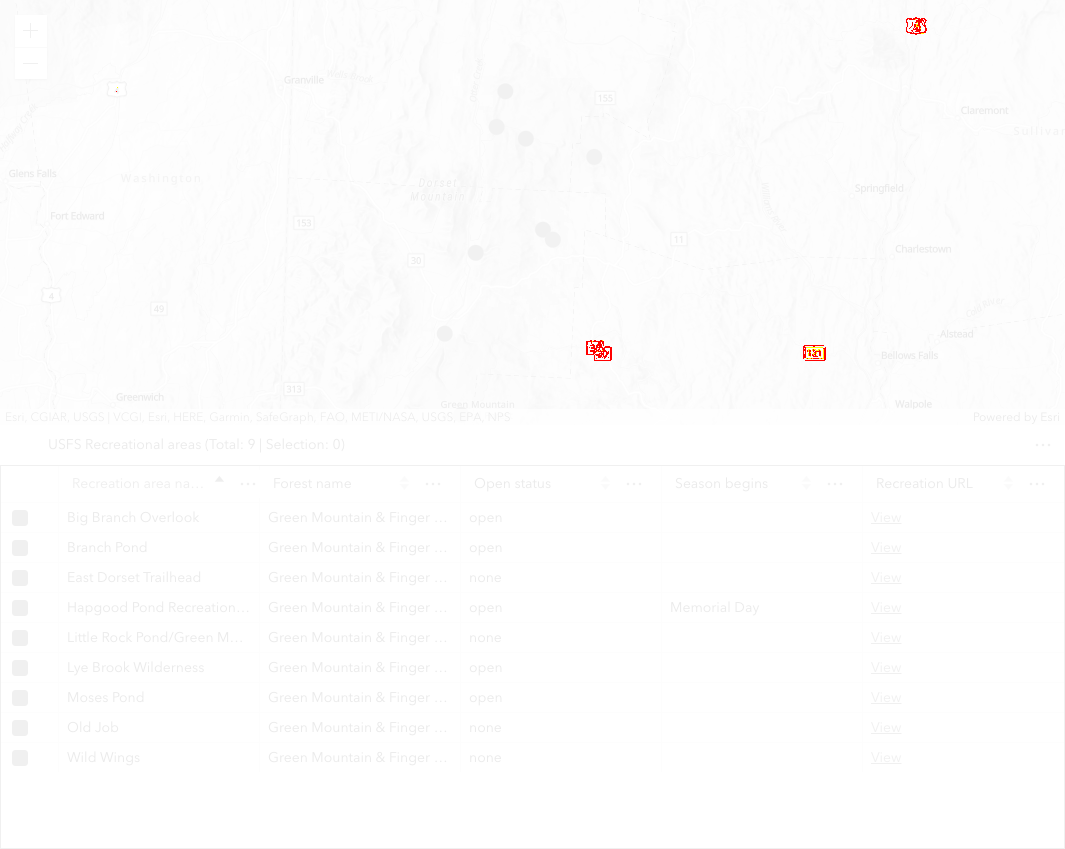 Granville
155
Claremont
Glens Falls
Washington
Dorset
Mountain
Springfield
Fort Edward
153
11
Charlestown
30
4
49
Alstead
Bellows Falls
313
Greenwich
Green Mountain
Walpole
Esri, CGIAR, USGS | VCGI, Esri, HERE, Garmin, SafeGraph, FAO, METI/NASA, USGS, EPA, NPS
Powered by Esri
USFS Recreational areas (Total: 9 | Selection: 0)
Recreation area na... Forest name Open status Season begins Recreation URL
Big Branch Overlook Green Mountain & Finger ... open View
Branch Pond Green Mountain & Finger ... open View
East Dorset Trailhead Green Mountain & Finger ... none View
Hapgood Pond Recreation... Green Mountain & Finger ... open Memorial Day View
Little Rock Pond/Green M... Green Mountain & Finger ... none View
Lye Brook Wilderness Green Mountain & Finger ... open View
Moses Pond Green Mountain & Finger ... open View
Old Job Green Mountain & Finger ... none View
Wild Wings Green Mountain & Finger ... none View